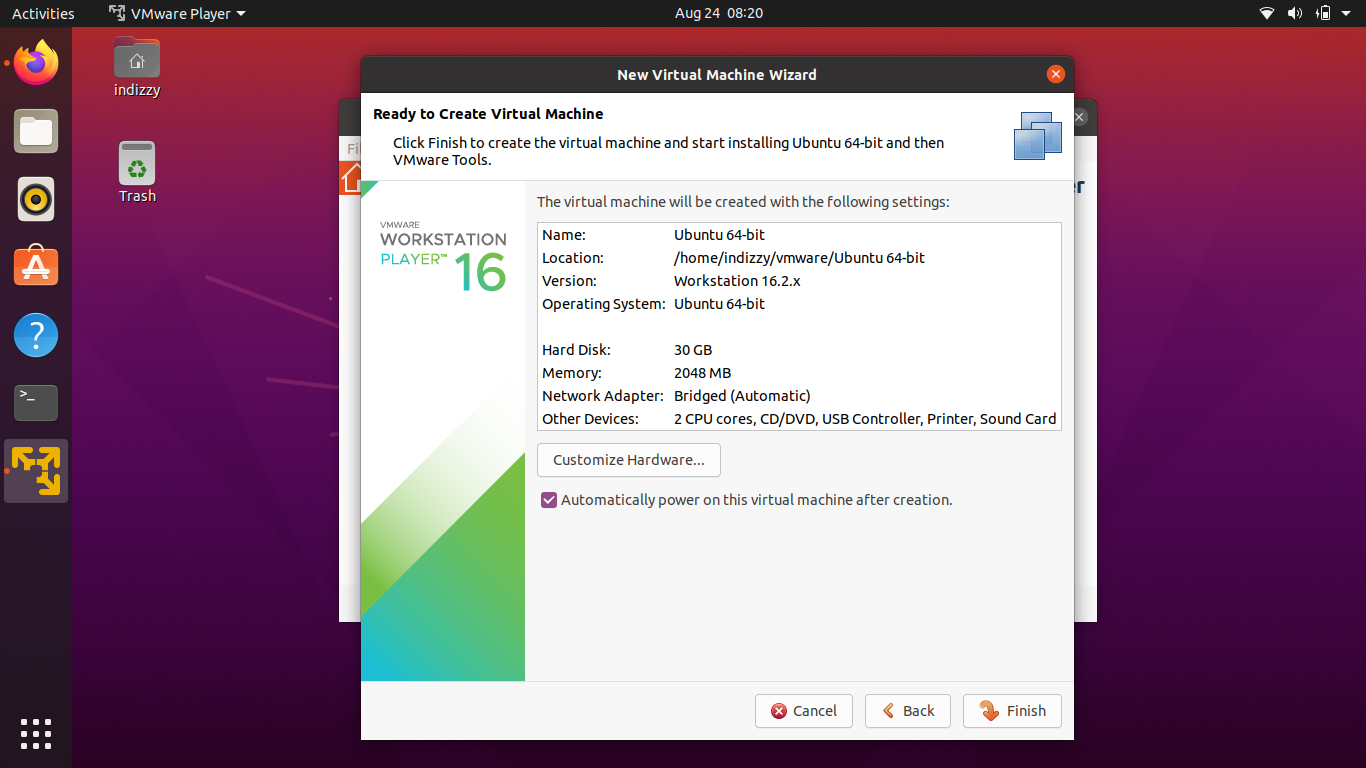 Activities
VMware Player
Aug 24 08:20
indizzy
Trash
New Virtual Machine Wizard
Ready to Create Virtual Machine
Click Finish to create the virtual machine and start installing Ubuntu 64-bit and then
VMware Tools.
The virtual machine will be created with the following settings:
VMWARE
WORKSTATION
PLAYER™ 16
Name: Ubuntu 64-bit
Location: /home/indizzy/vmware/Ubuntu 64-bit
Version: Workstation 16.2.x
Operating System: Ubuntu 64-bit
Hard Disk: 30 GB
Memory: 2048 MB
Network Adapter: Bridged (Automatic)
Other Devices: 2 CPU cores, CD/DVD, USB Controller, Printer, Sound Card
Customize Hardware...
Automatically power on this virtual machine after creation.
Cancel
Back
Finish